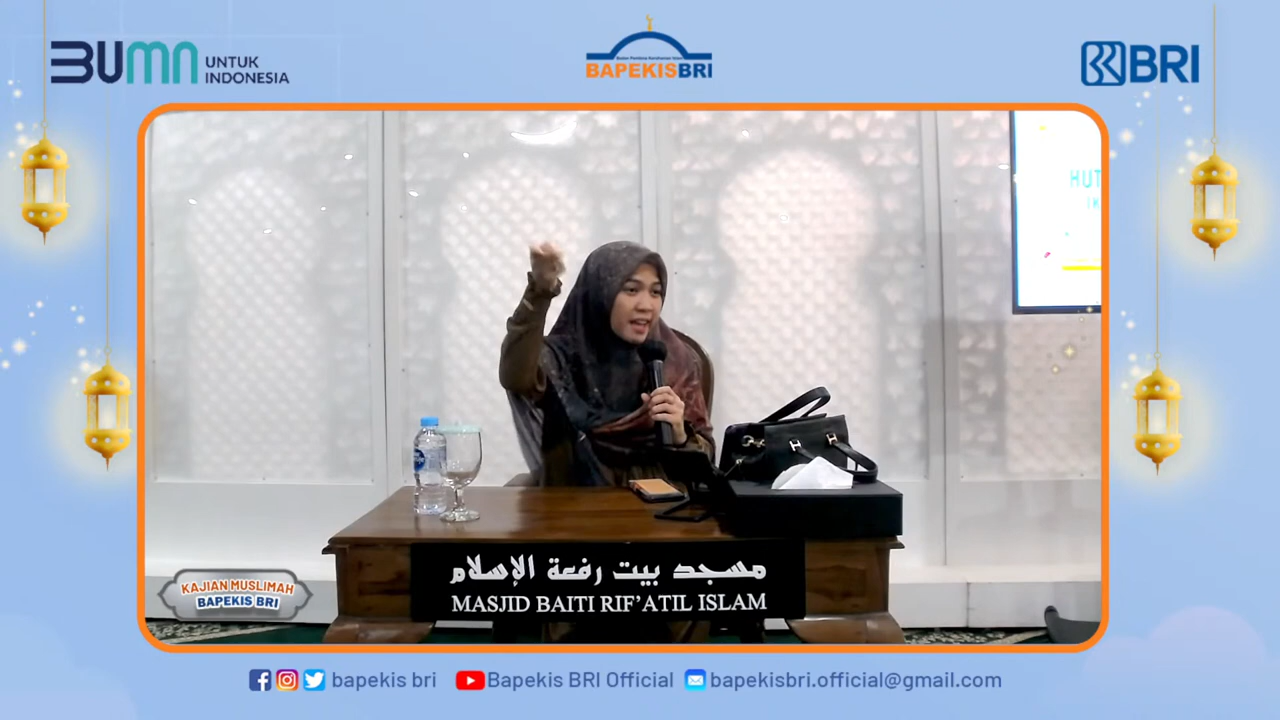 BUMN UNTUK
INDONESIA
BAPEKISBRI
BRI
HUT
مسجد بيت رفعة الإسلام
MASJID BAITI RIF'ATIL ISLAM
KAJIAN MUSLIMAH
BAPEKIS BRI
bapekis bri Bapekis BRI Official bapekisbri.official@gmail.com